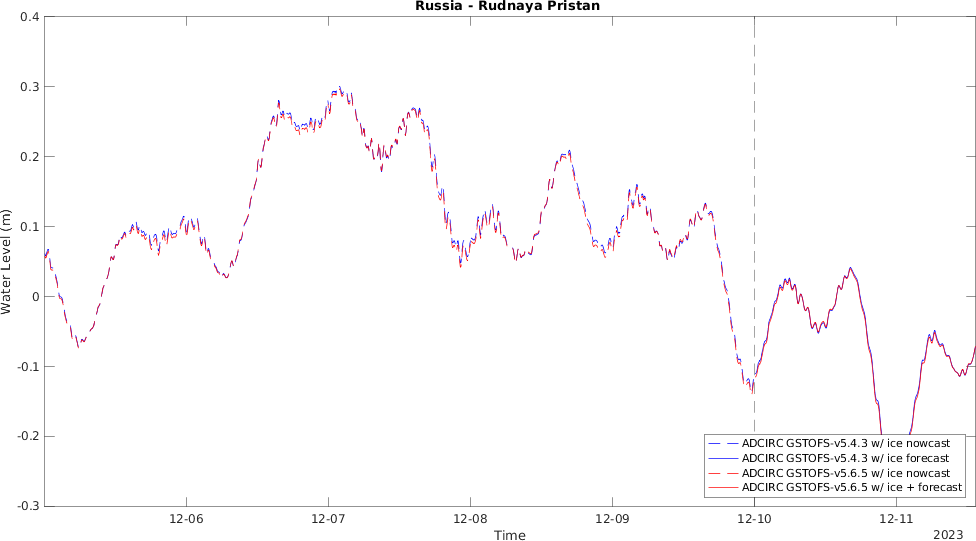 Russia - Rudnaya Pristan
0.4
0.3
0.2
0.1
0
-0.1
-0.2
-0.3
Water Level (m)
ADCIRC GSTOFS-v5.4.3 w/ ice nowcast
ADCIRC GSTOFS-v5.4.3 w/ ice forecast
ADCIRC GSTOFS-v5.6.5 w/ ice nowcast
ADCIRC GSTOFS-v5.6.5 w/ ice + forecast
12-06 12-07 12-08 12-09 12-10 12-11
Time
2023